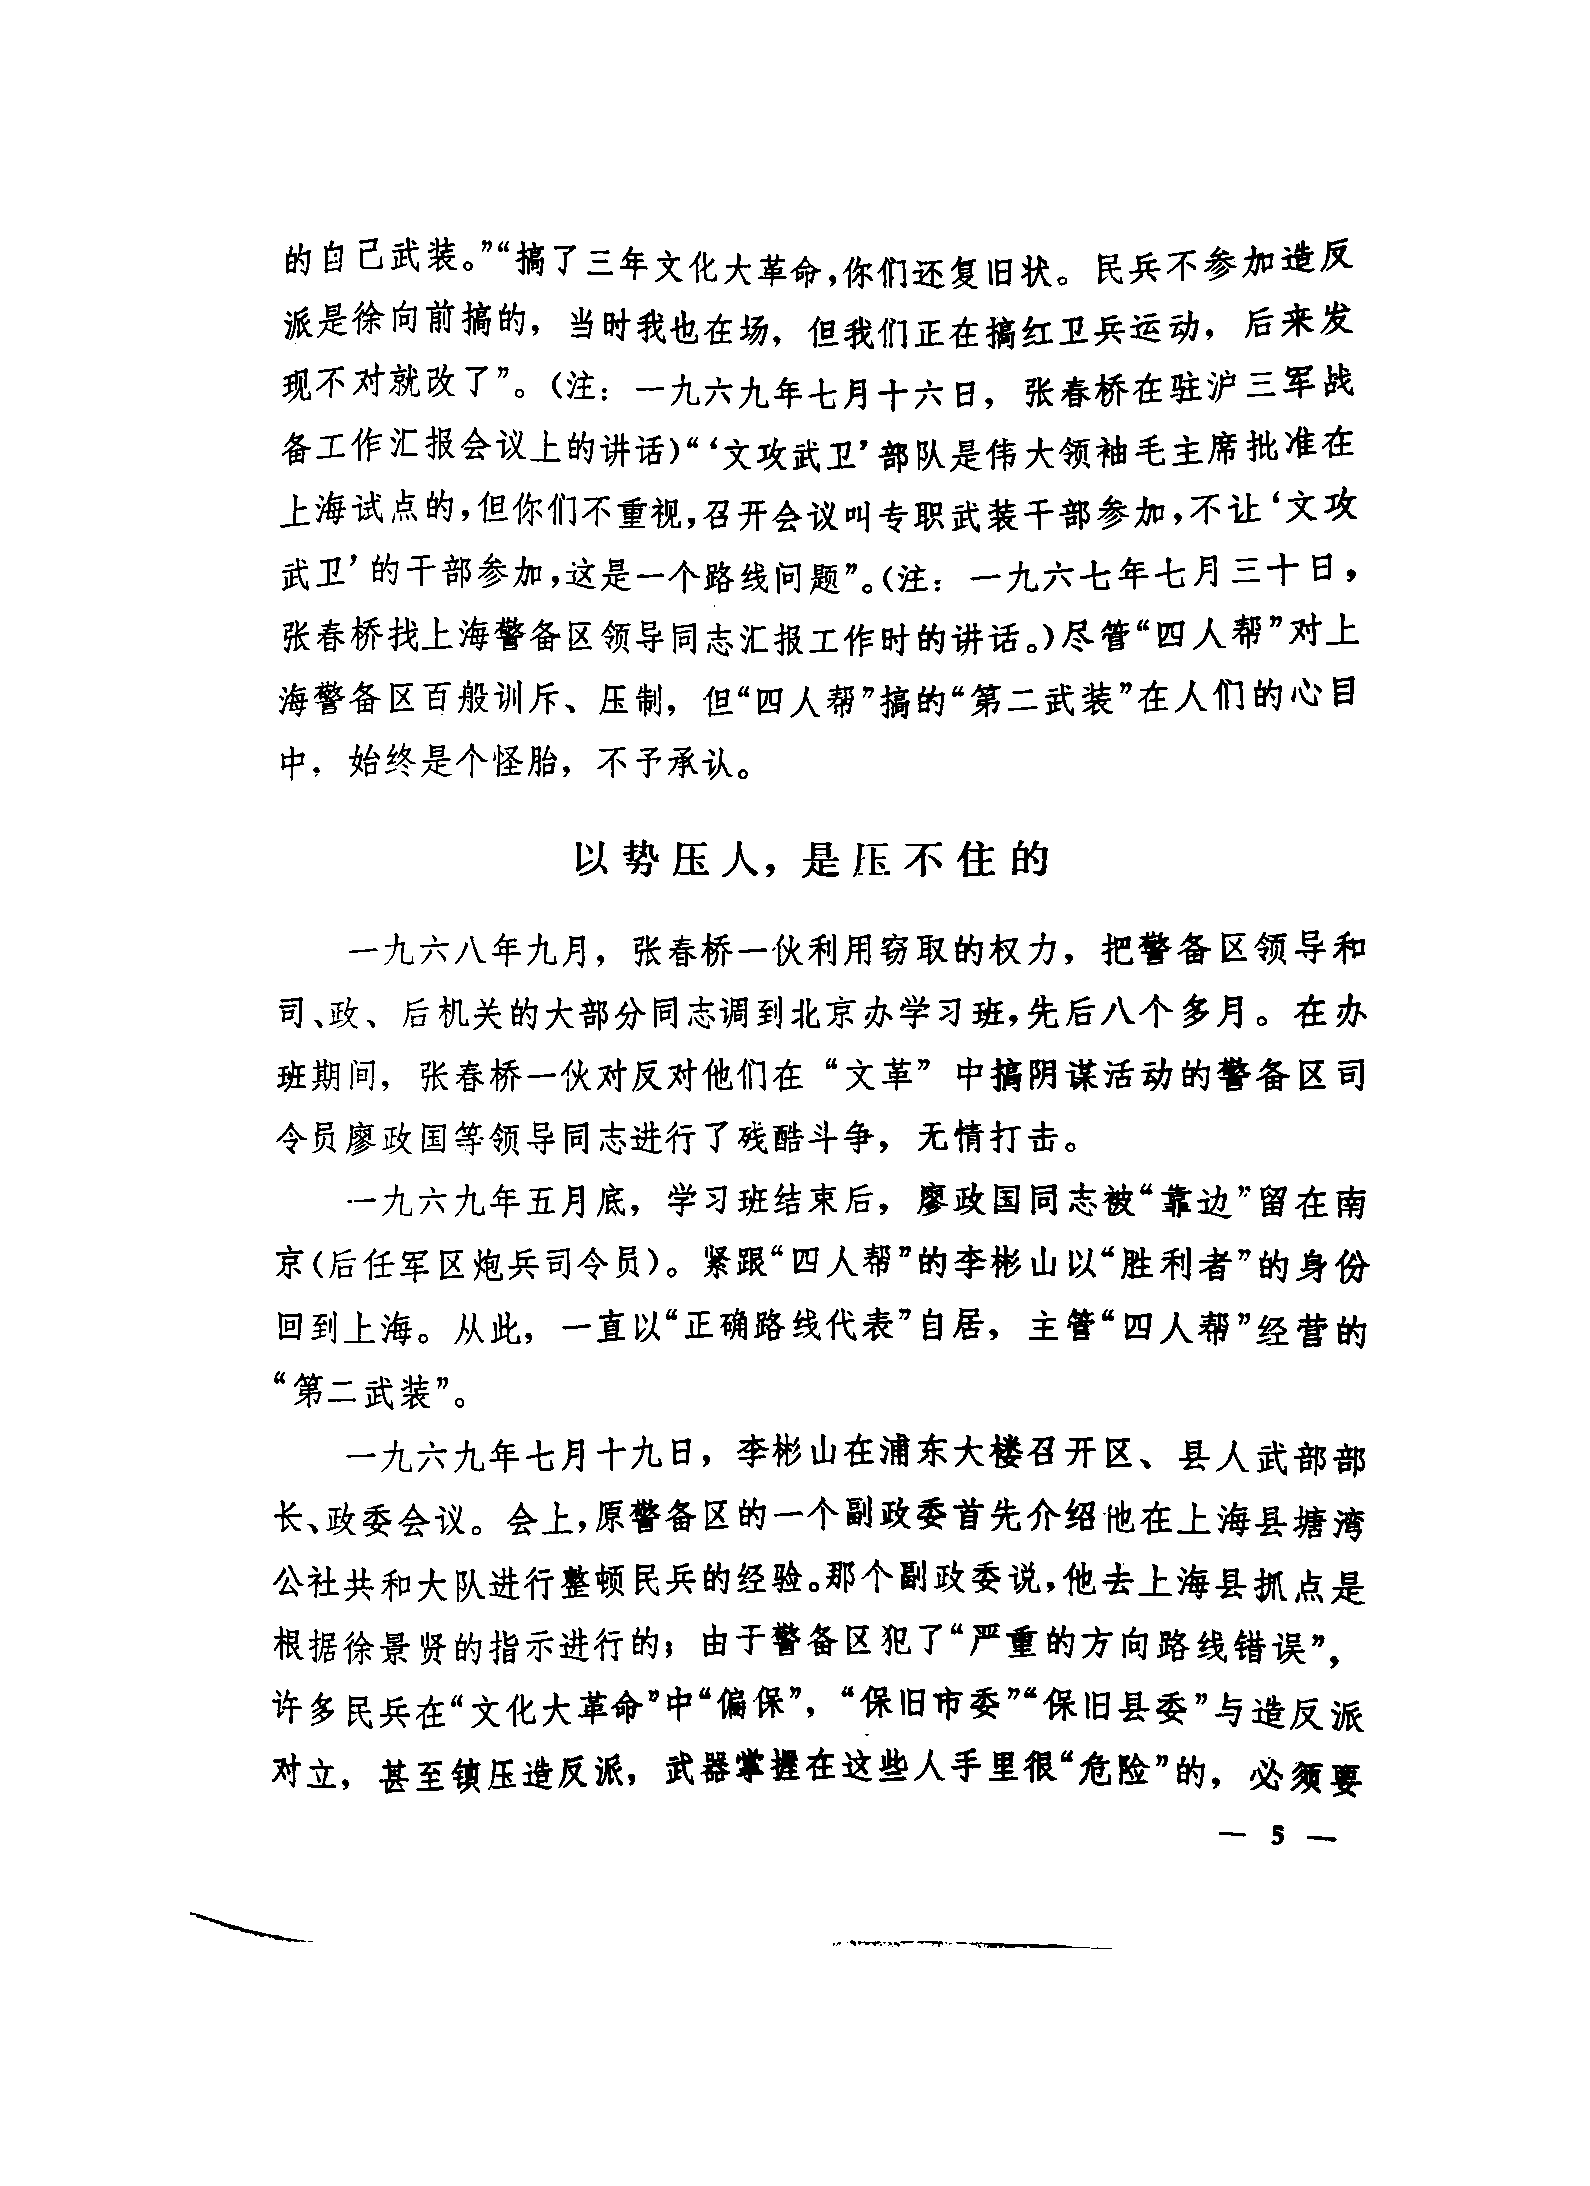 的自己武装。”“搞了三年文化大革命，你们还复旧状。民兵不参加造反
派是徐向前搞的，当时我也在场，但我们正在搞红卫兵运动，后来发
现不对就改了”。（注：一九六九年七月十六日，张春桥在驻沪三军战
备工作汇报会议上的讲话）“‘文攻武卫’部队是伟大领袖毛主席批准在
上海试点的，但你们不重视，召开会议叫专职武装干部参加，不让‘文攻
武卫’的干部参加，这是一个路线问题”。（注：一九六七年七月三十日，
张春桥找上海警备区领导同志汇报工作时的讲话。）尽管“四人帮”对上
海警备区百般训斥、压制，但“四人帮”搞的“第二武装”在人们的心目
中，始终是个怪胎，不予承认。
以势压人，是压不住的
一九六八年九月，张春桥一伙利用窃取的权力，把警备区领导和
司、政、后机关的大部分同志调到北京办学习班，先后八个多月。在办
班期间，张春桥一伙对反对他们在“文革”中搞阴谋活动的警备区司
令员廖政国等领导同志进行了残酷斗争，无情打击。
一九六九年五月底，学习班结束后，廖政国同志被“靠边”留在南
京（后任军区炮兵司令员）。紧跟“四人帮”的李彬山以“胜利者”的身份
回到上海。从此，一直以“正确路线代表”自居，主管“四人帮”经营的
“第二武装”。
一九六九年七月十九日，李彬山在浦东大楼召开区、县人武部部
长、政委会议。会上，原警备区的一个副政委首先介绍他在上海县塘湾
公社共和大队进行整顿民兵的经验。那个副政委说，他去上海县抓点是
根据徐景贤的指示进行的；由于警备区犯了“严重的方向路线错误”，
许多民兵在“文化大革命”中“偏保”，“保旧市委”“保旧县委”与造反派
对立，甚至镇压造反派，武器掌握在这些人手里很“危险”的，必须要
— 5 —